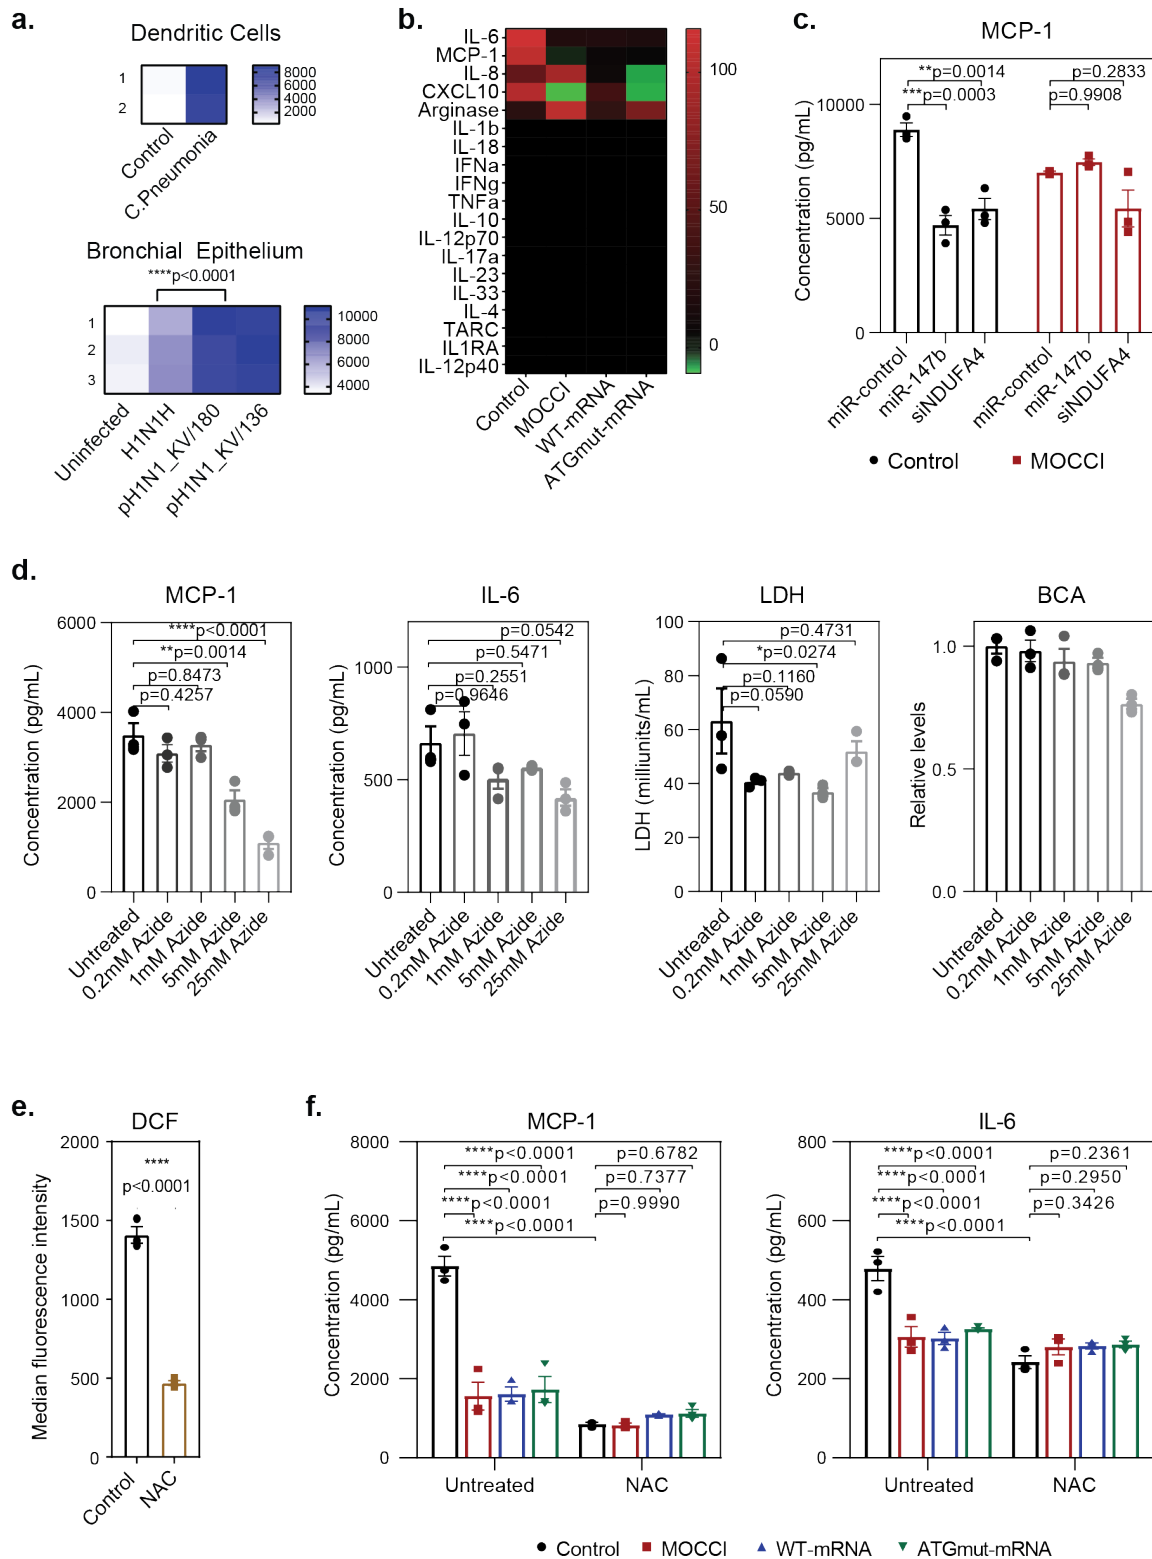 a.
Dendritic Cells
1
2
8000
6000
4000
2000
Control
C.Pneumonia
Bronchial Epithelium
****p<0.0001
1
2
3
10000
8000
6000
4000
Uninfected
H1N1H
pH1N1_KV/180
pH1N1_KV/136
b.
IL-6
MCP-1
IL-8
CXCL10
Arginase
IL-1b
IL-18
IFNa
IFNg
TNFa
IL-10
IL-12p70
IL-17a
IL-23
IL-33
IL-4
TARC
IL1RA
IL-12p40
100
50
0
Control
MOCCI
WT-mRNA
ATGmut-mRNA
c.
MCP-1
**p=0.0014
***p=0.0003
p=0.2833
p=0.9908
Concentration (pg/mL)
10000
5000
0
miR-control
miR-147b
siNDUFA4
miR-control
miR-147b
siNDUFA4
Control
MOCCI
d.
MCP-1
****p<0.0001
**p=0.0014
p=0.8473
p=0.4257
Concentration (pg/mL)
6000
4000
2000
0
Untreated
0.2mM Azide
1mM Azide
5mM Azide
25mM Azide
IL-6
p=0.0542
p=0.5471
p=0.2551
p=0.9646
Concentration (pg/mL)
1000
500
0
Untreated
0.2mM Azide
1mM Azide
5mM Azide
25mM Azide
LDH
p=0.4731
*p=0.0274
p=0.1160
p=0.0590
LDH (milliunits/mL)
100
80
60
40
20
0
Untreated
0.2mM Azide
1mM Azide
5mM Azide
25mM Azide
BCA
Relative levels
1.0
0.5
0.0
Untreated
0.2mM Azide
1mM Azide
5mM Azide
25mM Azide
e.
DCF
****
p<0.0001
Median fluorescence intensity
2000
1500
1000
500
0
Control
NAC
f.
MCP-1
****p<0.0001
****p<0.0001
****p<0.0001
****p<0.0001
p=0.6782
p=0.7377
p=0.9990
Concentration (pg/mL)
8000
6000
4000
2000
0
Untreated
NAC
IL-6
****p<0.0001
****p<0.0001
****p<0.0001
****p<0.0001
p=0.2361
p=0.2950
p=0.3426
Concentration (pg/mL)
800
600
400
200
0
Untreated
NAC
Control
MOCCI
WT-mRNA
ATGmut-mRNA